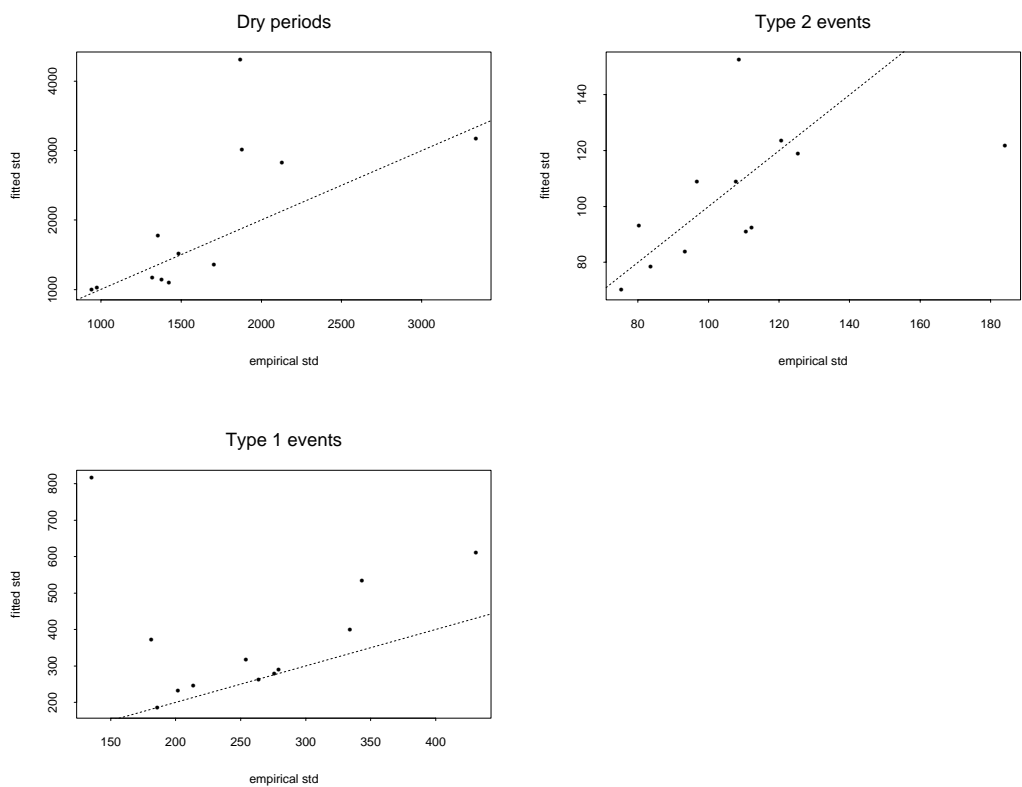 Dry periods
4000
3000
2000
1000
fitted std
1000 1500 2000 2500 3000
empirical std
Type 2 events
140
120
100
80
fitted std
80 100 120 140 160 180
empirical std
Type 1 events
800
700
600
500
400
300
200
fitted std
150 200 250 300 350 400
empirical std